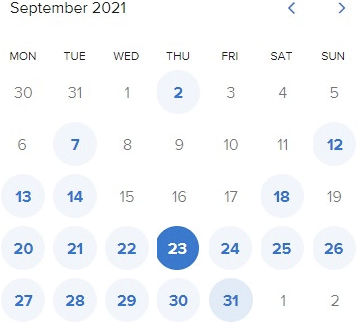 September 2021
MON TUE WED THU FRI SAT SUN
30 31 1 2 3 4 5
6 7 8 9 10 11 12
13 14 15 16 17 18 19
20 21 22 23 24 25 26
27 28 29 30 31 1 2